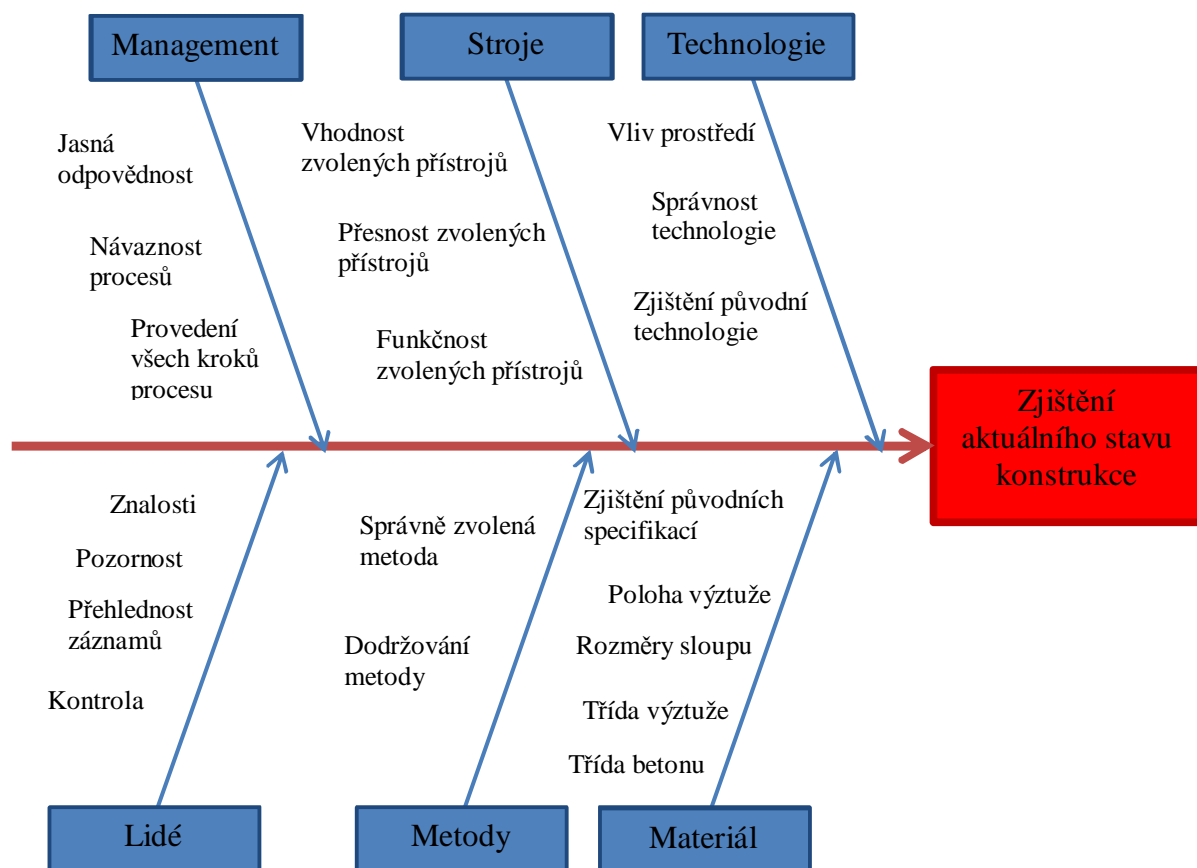 Management
Stroje
Technologie
Jasná
odpovědnost
Návaznost
procesů
Provedení
všech kroků
procesu
Vhodnost
zvolených přístrojů
Přesnost zvolených
přístrojů
Funkčnost
zvolených přístrojů
Vliv prostředí
Správnost
technologie
Zjištění původní
technologie
Zjištění
aktuálního stavu
konstrukce
Znalosti
Pozornost
Přehlednost
záznamů
Kontrola
Správně zvolená
metoda
Dodržování
metody
Zjištění původních
specifikací
Poloha výztuže
Rozměry sloupu
Třída výztuže
Třída betonu
Lidé
Metody
Materiál